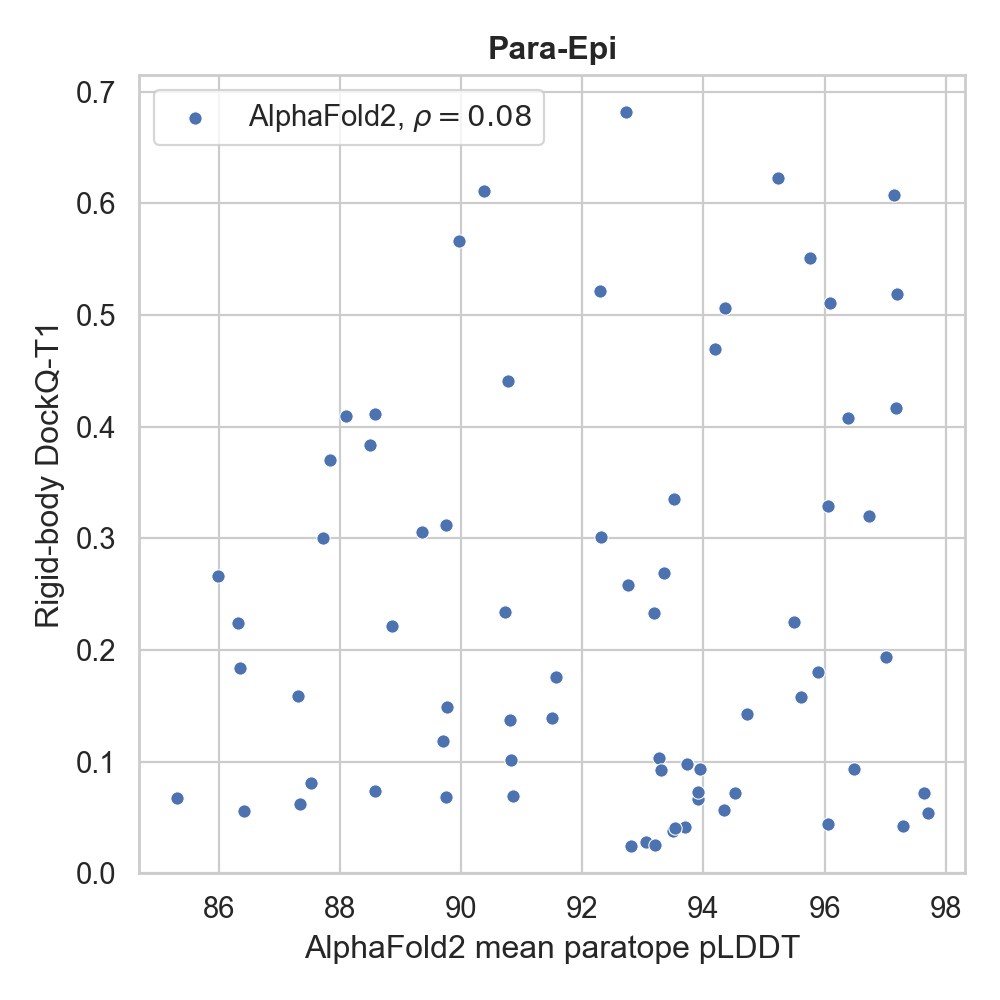 Para-Epi
AlphaFold2, ρ = 0.08
0.7
0.6
0.5
0.4
0.3
0.2
0.1
0.0
Rigid-body DockQ-T1
86 88 90 92 94 96 98
AlphaFold2 mean paratope pLDDT